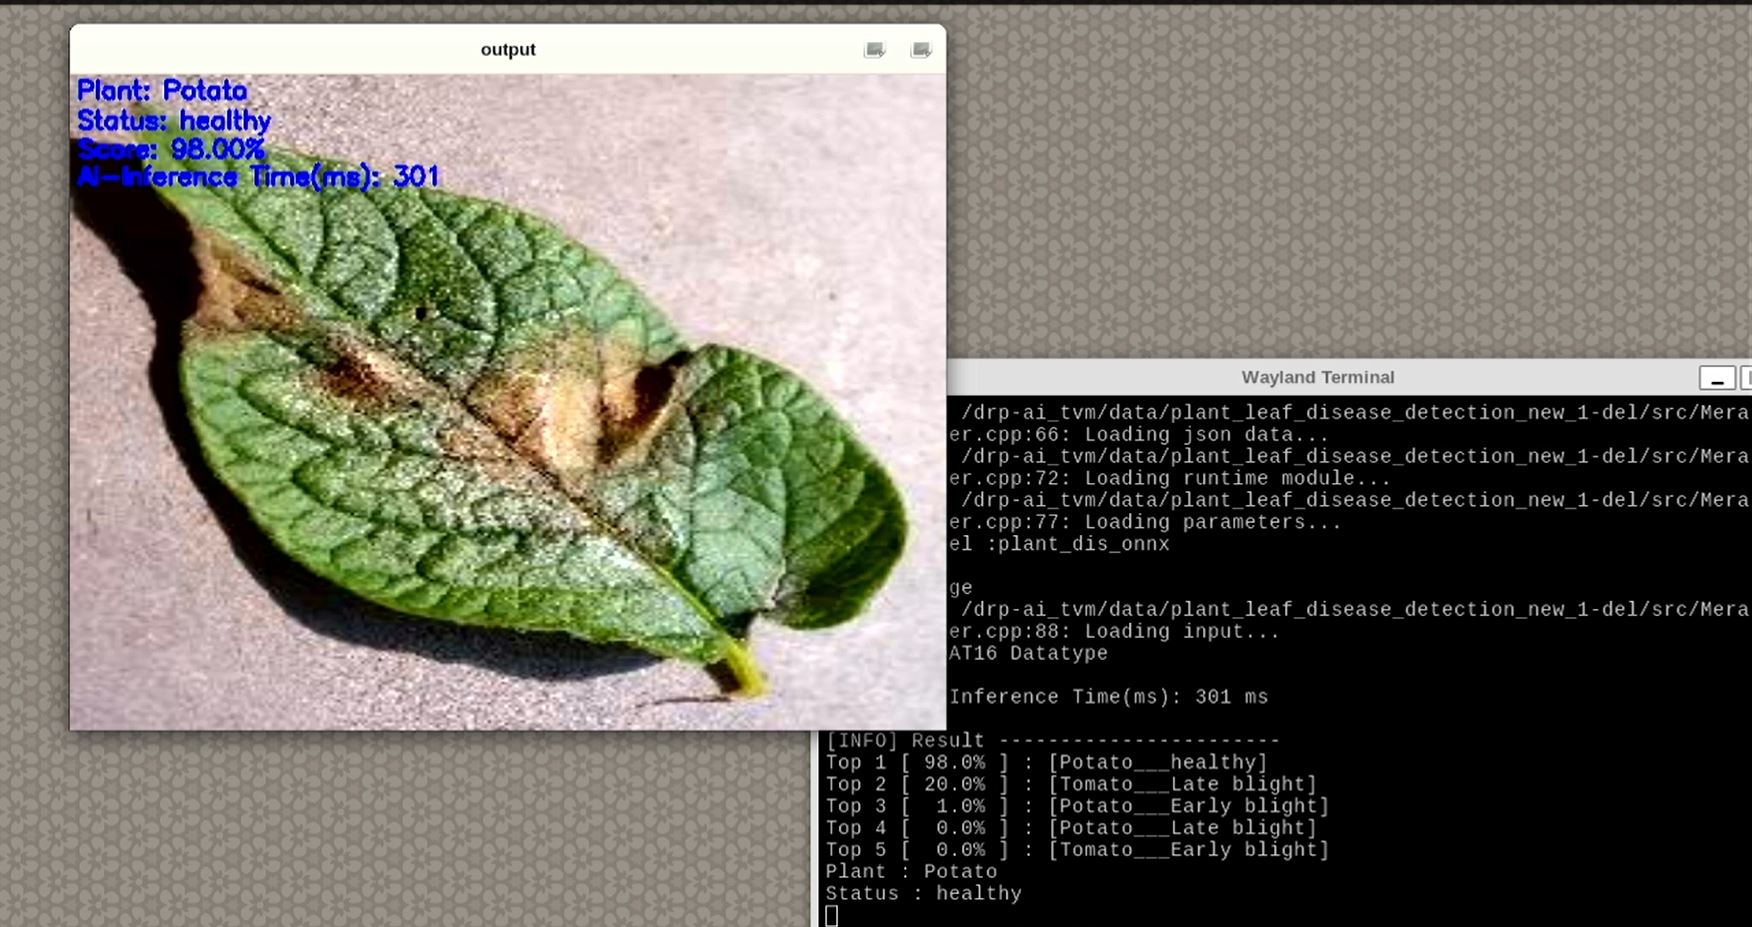 output
Plant: Potato
Status: healthy
Score: 98.00%
AI-Inference Time(ms): 301
Wayland Terminal
/drp-ai_tvm/data/plant_leaf_disease_detection_new_1-del/src/Mera
er.cpp:66: Loading json data...
/drp-ai_tvm/data/plant_leaf_disease_detection_new_1-del/src/Mera
er.cpp:72: Loading runtime module...
/drp-ai_tvm/data/plant_leaf_disease_detection_new_1-del/src/Mera
er.cpp:77: Loading parameters...
el :plant_dis_onnx
ge
/drp-ai_tvm/data/plant_leaf_disease_detection_new_1-del/src/Mera
er.cpp:88: Loading input...
AT16 Datatype
Inference Time(ms): 301 ms
[INFO] Result -----------------------
Top 1 [ 98.0% ] : [Potato___healthy]
Top 2 [ 20.0% ] : [Tomato___Late blight]
Top 3 [ 1.0% ] : [Potato___Early blight]
Top 4 [ 0.0% ] : [Potato___Late blight]
Top 5 [ 0.0% ] : [Tomato___Early blight]
Plant : Potato
Status : healthy